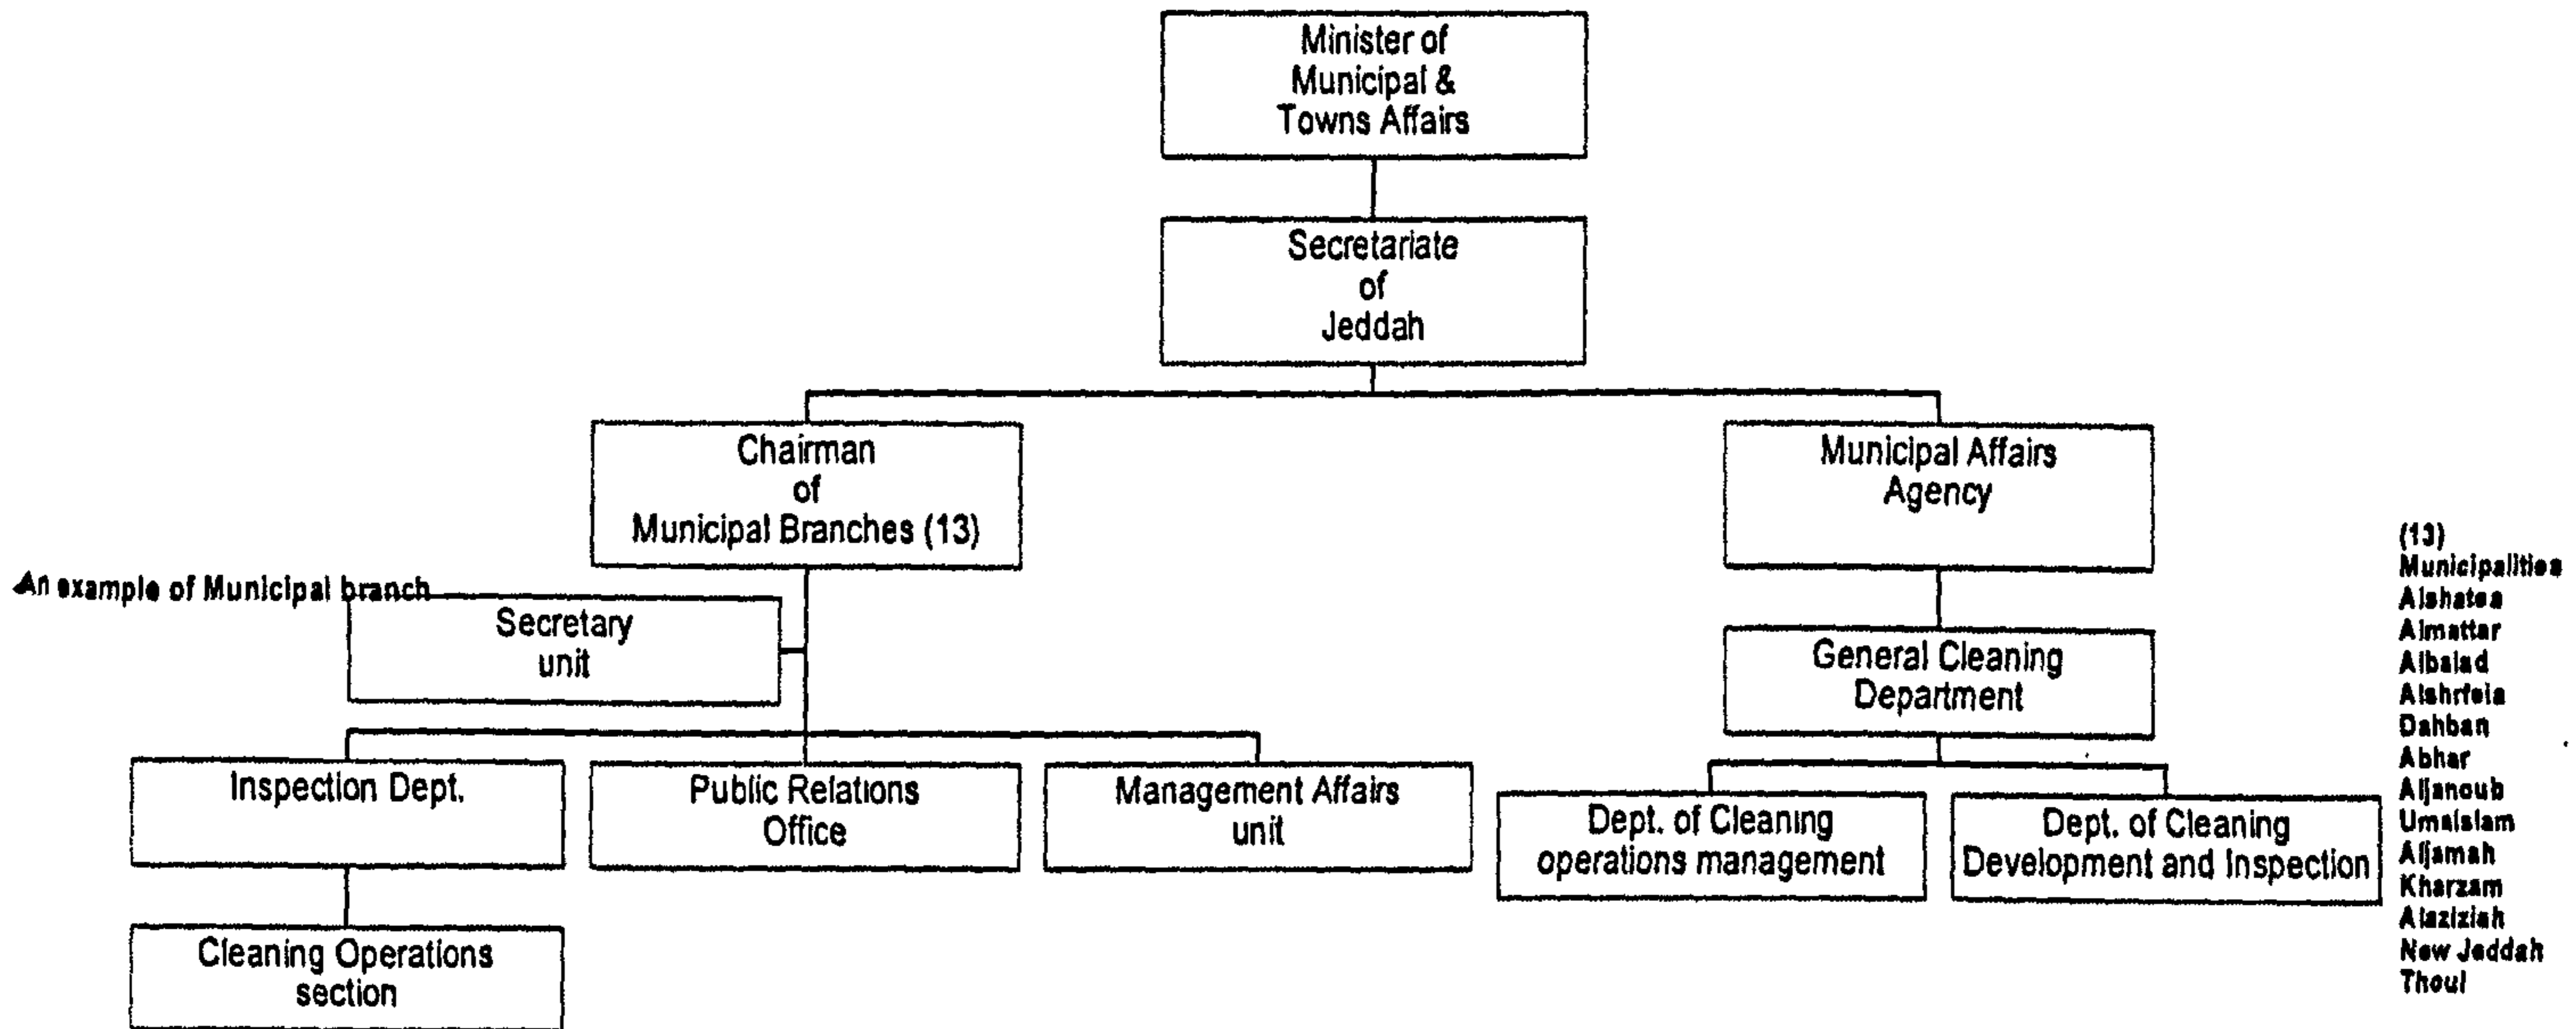 Minister of
Municipal &
Towns Affairs
Secretariate
of
Jeddah
Chairman
of
Municipal Branches (13)
Municipal Affairs
Agency
An example of Municipal branch
Secretary
unit
General Cleaning
Department
Inspection Dept.
Public Relations
Office
Management Affairs
unit
Dept. of Cleaning
operations management
Dept. of Cleaning
Development and Inspection
Cleaning Operations
section
(13)
Municipalities
Alshatea
Almattar
Albalad
Alshrfeia
Dahban
Abhar
Aljanoub
Umalslam
Aljamah
Kharzam
Alaziziah
New Jeddah
Thoul